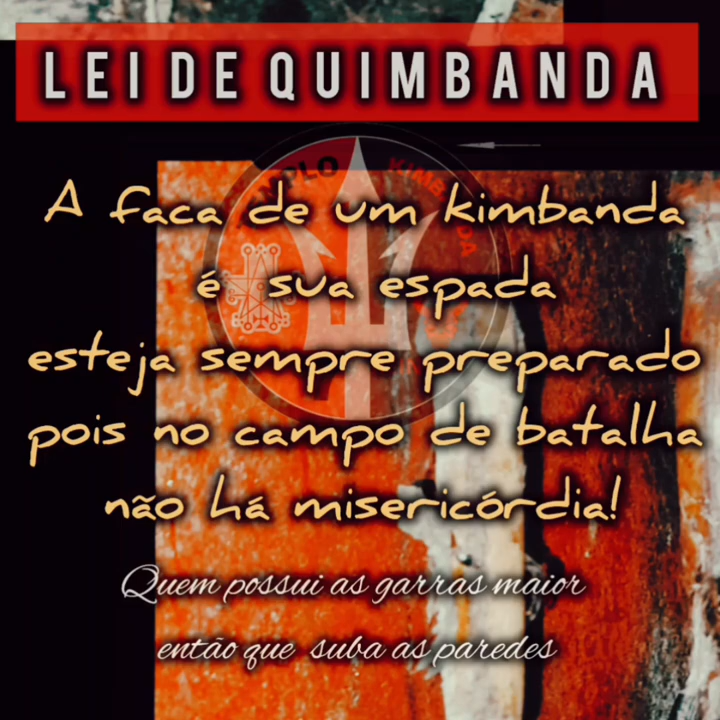 LEI DE QUIMBANDA
A faca de um kimbanda
é sua espada
esteja sempre preparado
pois no campo de batalha
não há misericórdia!
Quem possui as garras maior
então que suba as paredes